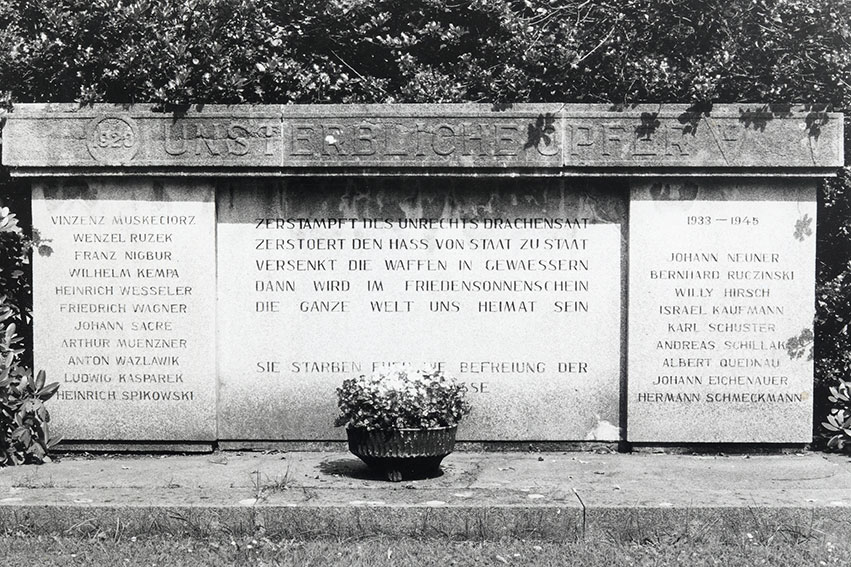 1920 UNSTERBLICHE OPFER
VINZENZ MUSKECIORZ
WENZEL RUZEK
FRANZ NIGBUR
WILHELM KEMPA
HEINRICH WESSELER
FRIEDRICH WAGNER
JOHANN SACRE
ARTHUR MUENZNER
ANTON WAZLAWIK
LUDWIG KASPAREK
HEINRICH SPIKOWSKI
ZERSTAMPFT DES UNRECHTS DRACHENSAAT
ZERSTOERT DEN HASS VON STAAT ZU STAAT
VERSENKT DIE WAFFEN IN GEWAESSERN
DANN WIRD IM FRIEDENSONNENSCHEIN
DIE GANZE WELT UNS HEIMAT SEIN
SIE STARBEN FUER DIE BEFREIUNG DER
1933 – 1945
JOHANN NEUNER
BERNHARD RUCZINSKI
WILLY HIRSCH
ISRAEL KAUFMANN
KARL SCHUSTER
ANDREAS SCHILLAK
ALBERT QUEDNAU
JOHANN EICHENAUER
HERMANN SCHMECKMANN